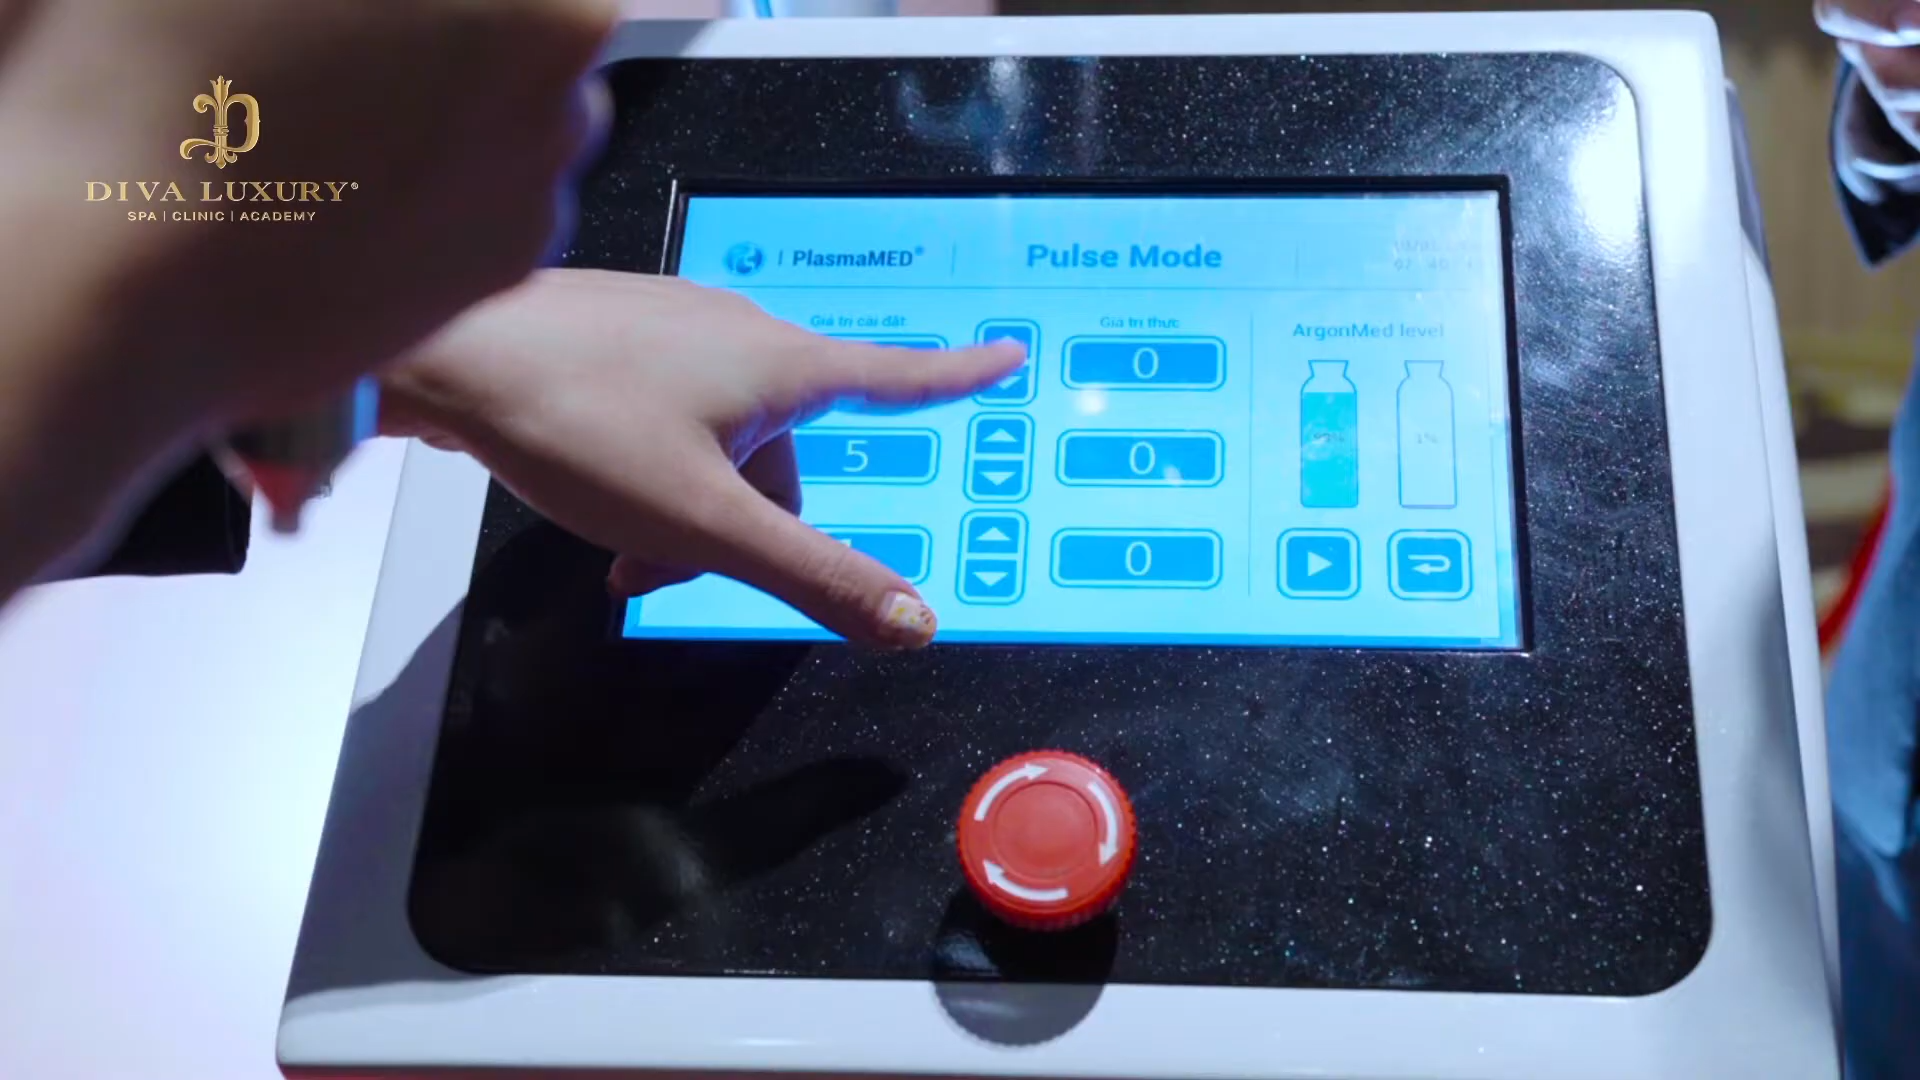 DIVA LUXURY®
SPA | CLINIC | ACADEMY
| PlasmaMED®
Pulse Mode
Giá trị cài đặt
Giá trị thực
ArgonMed level
0
5
0
0
1%